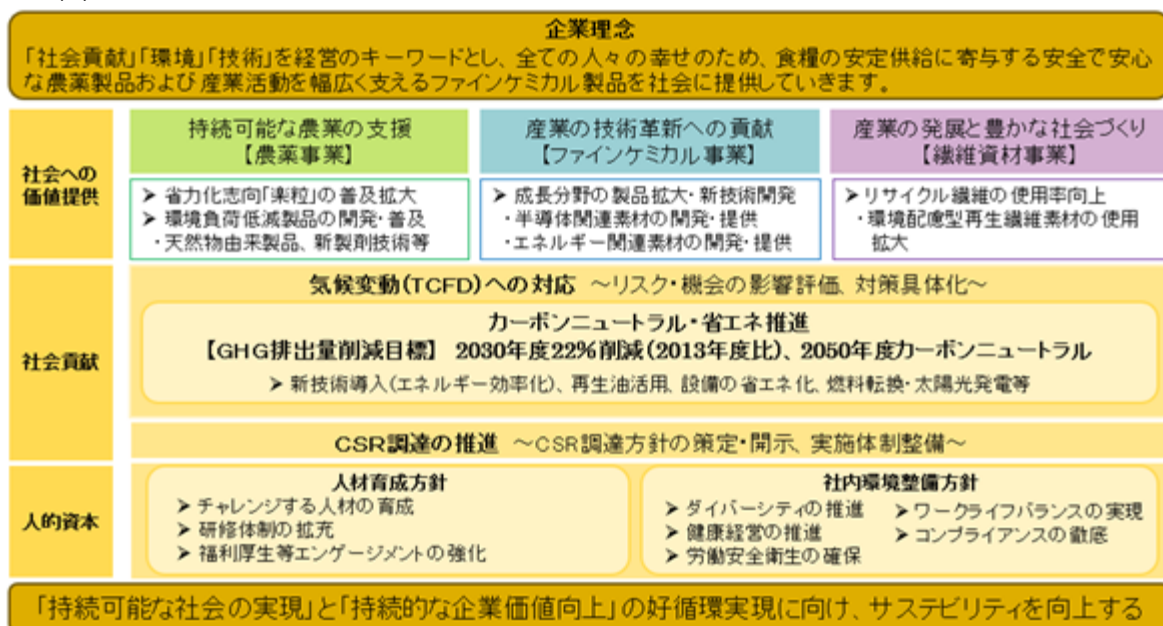 企業理念
「社会貢献」「環境」「技術」を経営のキーワードとし、全ての人々の幸せのため、食糧の安定供給に寄与する安全で安心
な農薬製品および産業活動を幅広く支えるファインケミカル製品を社会に提供していきます。
社会への
価値提供
持続可能な農業の支援
【農薬事業】
➤ 省力化志向「楽粒」の普及拡大
➤ 環境負荷低減製品の開発・普及
・天然物由来製品、新製剤技術等
産業の技術革新への貢献
【ファインケミカル事業】
➤ 成長分野の製品拡大・新技術開発
・半導体関連素材の開発・提供
・エネルギー関連素材の開発・提供
産業の発展と豊かな社会づくり
【繊維資材事業】
➤ リサイクル繊維の使用率向上
・環境配慮型再生繊維素材の使用
拡大
社会貢献
気候変動(TCFD)への対応 ～リスク・機会の影響評価、対策具体化～
カーボンニュートラル・省エネ推進
【GHG排出量削減目標】 2030年度22%削減(2013年度比)、2050年度カーボンニュートラル
➤ 新技術導入(エネルギー効率化)、再生油活用、設備の省エネ化、燃料転換・太陽光発電等
CSR調達の推進 ～CSR調達方針の策定・開示、実施体制整備～
人的資本
人材育成方針
➤ チャレンジする人材の育成
➤ 研修体制の拡充
➤ 福利厚生等エンゲージメントの強化
社内環境整備方針
➤ ダイバーシティの推進
➤ 健康経営の推進
➤ 労働安全衛生の確保
➤ ワークライフバランスの実現
➤ コンプライアンスの徹底
「持続可能な社会の実現」と「持続的な企業価値向上」の好循環実現に向け、サステビリティを向上する